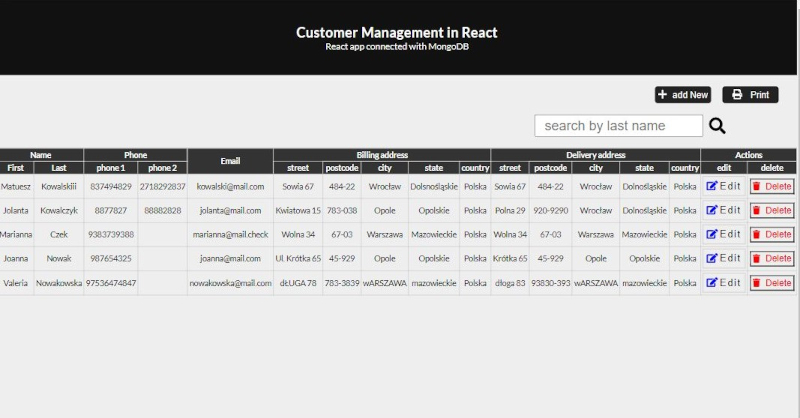 Customer Management in React
React app connected with MongoDB
add New Print
search by last name
Name Phone Email Billing address Delivery address Actions
First Last phone 1 phone 2 street postcode city state country street postcode city state country edit delete
Matuesz Kowalskiii 837494829 2718292837 kowalski@mail.com Sowia 67 484-22 Wrocław Dolsnośląskie Polska Sowia 67 484-22 Wrocław Dolnośląskie Polska Edit Delete
Jolanta Kowalczyk 8877827 88882828 jolanta@mail.com Kwiatowa 15 783-038 Opole Opolskie Polska Polna 29 920-9290 Wrocław Dolnośląskie Polska Edit Delete
Marianna Czek 9383739388 marianna@mail.check Wolna 34 67-03 Warszawa Mazowieckie Polska Wolna 34 67-03 Warszawa Mazowieckie Polska Edit Delete
Joanna Nowak 987654325 joanna@mail.com Ul. Krótka 65 45-929 Opole Opolskie Polska Krótka 65 45-929 Opole Opolskie Polska Edit Delete
Valeria Nowakowska 97536474847 nowakowska@mail.com dŁUGA 78 783-3839 wARSZAWA mazowieckie Polska dłoga 83 93830-393 wARSZAWA mazowieckie Polska Edit Delete